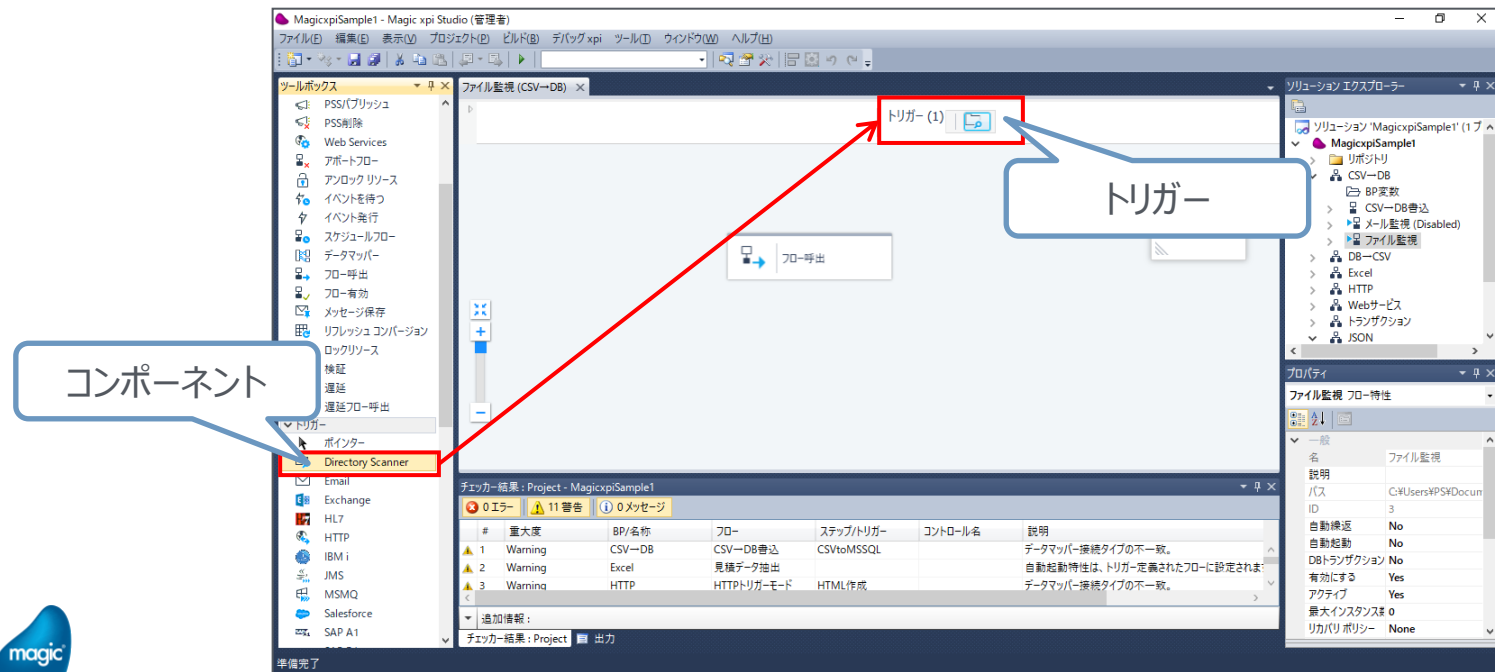 MagicxpiSample1 - Magic xpi Studio (管理者)
ファイル(F) 編集(E) 表示(V) プロジェクト(P) ビルド(B) デバッグ xpi ツール(T) ウィンドウ(W) ヘルプ(H)
ツールボックス
PSSパブリッシュ
PSS削除
Web Services
アボートフロー
アンロック リソース
イベントを待つ
イベント発行
スケジュールフロー
データマッパー
フロー呼出
フロー有効
メッセージ保存
リフレッシュ コンバージョン
ロックリソース
検証
遅延
遅延フロー呼出
トリガー
ポインター
Directory Scanner
Email
Exchange
HL7
HTTP
IBM i
JMS
MSMQ
Salesforce
SAP A1
コンポーネント
magic
ファイル監視 (CSV→DB)
トリガー (1)
トリガー
フロー呼出
チェッカー結果 : Project - MagicxpiSample1
0 エラー 11 警告 0 メッセージ
# 重大度 BP/名称 フロー ステップ/トリガー コントロール名 説明
1 Warning CSV→DB CSV→DB書込 CSVtoMSSQL データマッパー接続タイプの不一致。
2 Warning Excel 見積データ抽出 自動起動特性は、トリガー定義されたフローに設定されま
3 Warning HTTP HTTPトリガーモード HTML作成 データマッパー接続タイプの不一致。
追加情報 :
チェッカー結果 : Project 出力
準備完了
ソリューション エクスプローラー
ソリューション 'MagicxpiSample1' (1 プ
MagicxpiSample1
リポジトリ
CSV→DB
BP変数
CSV→DB書込
メール監視 (Disabled)
ファイル監視
DB→CSV
Excel
HTTP
Webサービス
トランザクション
JSON
プロパティ
ファイル監視 フロー特性
一般
名 ファイル監視
説明
パス C:¥Users¥PS¥Docum
ID 3
自動繰返 No
自動起動 No
DBトランザクション No
有効にする Yes
アクティブ Yes
最大インスタンス数 0
リカバリ ポリシー None